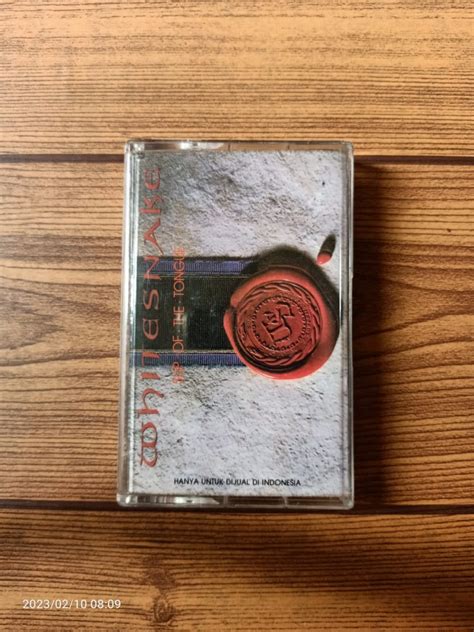 WHITESNAKE
SLIP OF THE TONGUE
HANYA UNTUK DIJUAL DI INDONESIA
2023/02/10 08:09